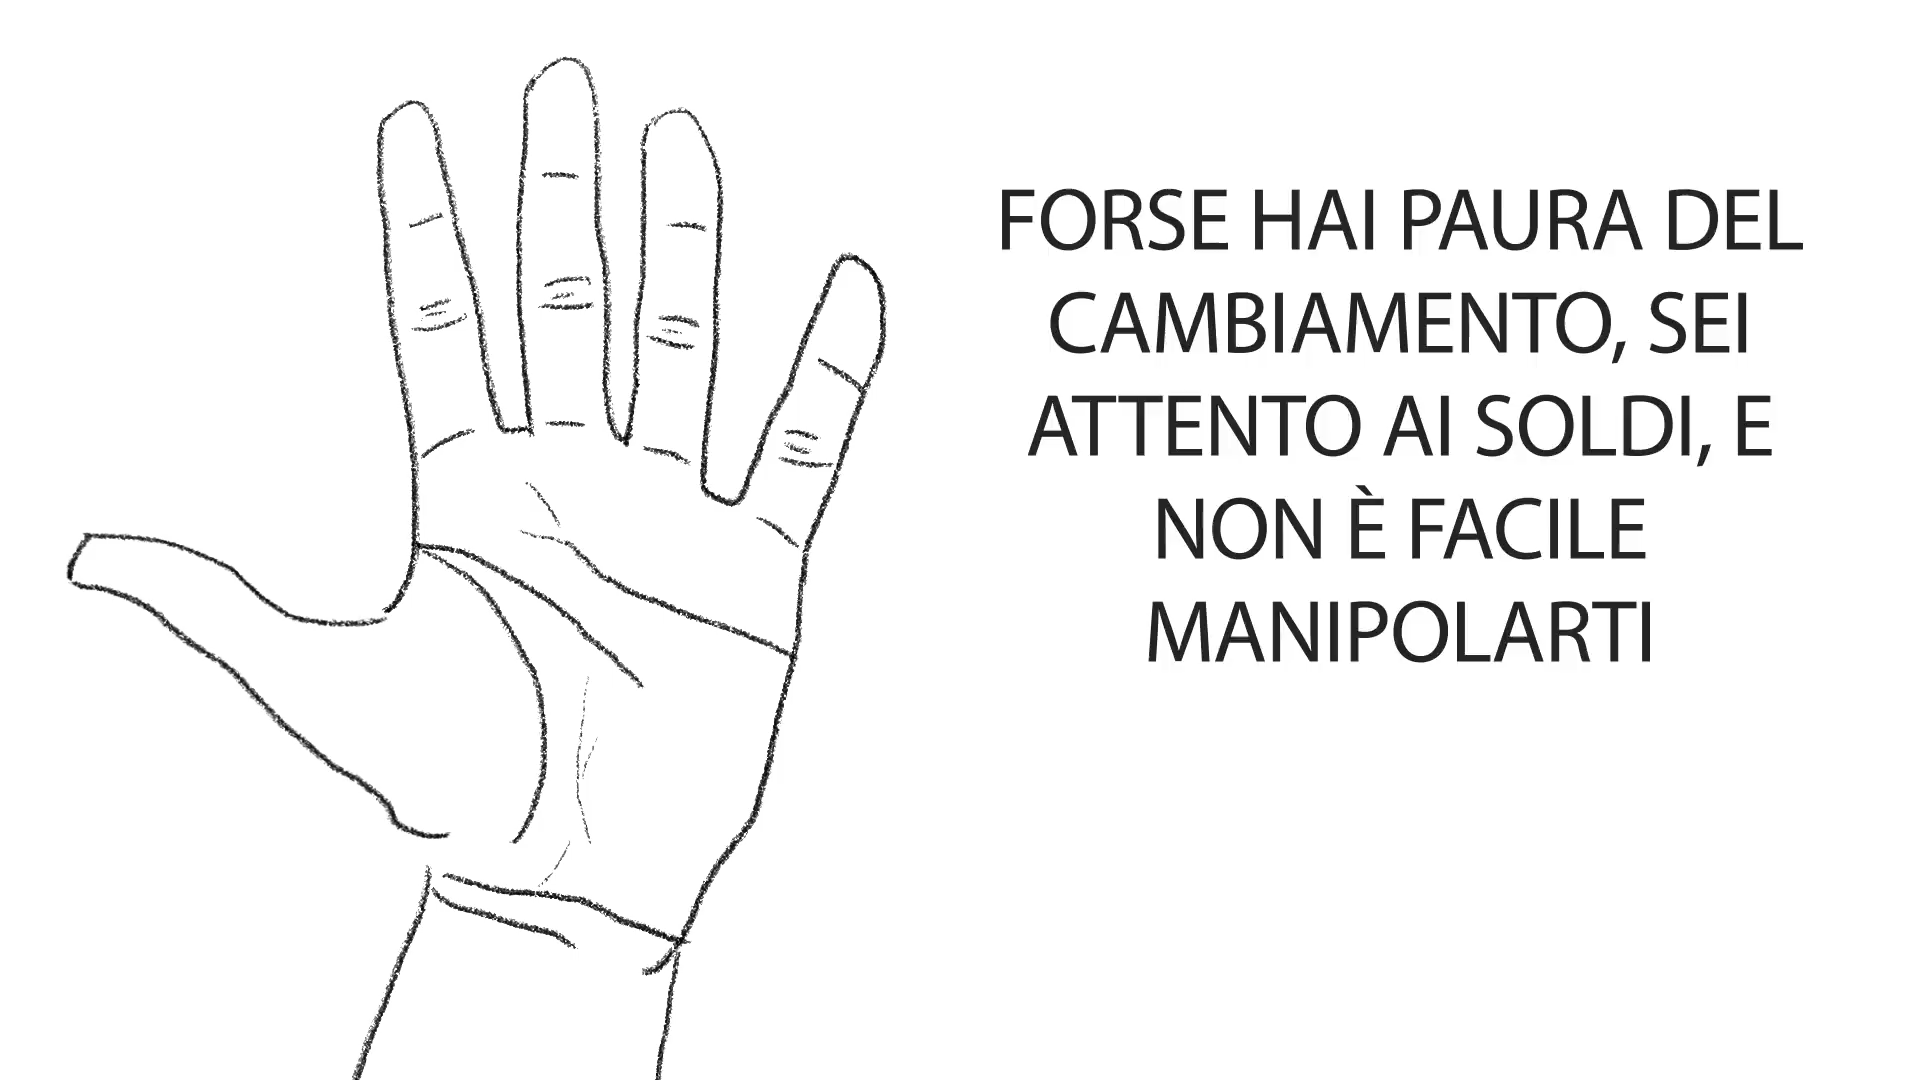 FORSE HAI PAURA DEL
CAMBIAMENTO, SEI
ATTENTO AI SOLDI, E
NON È FACILE
MANIPOLARTI